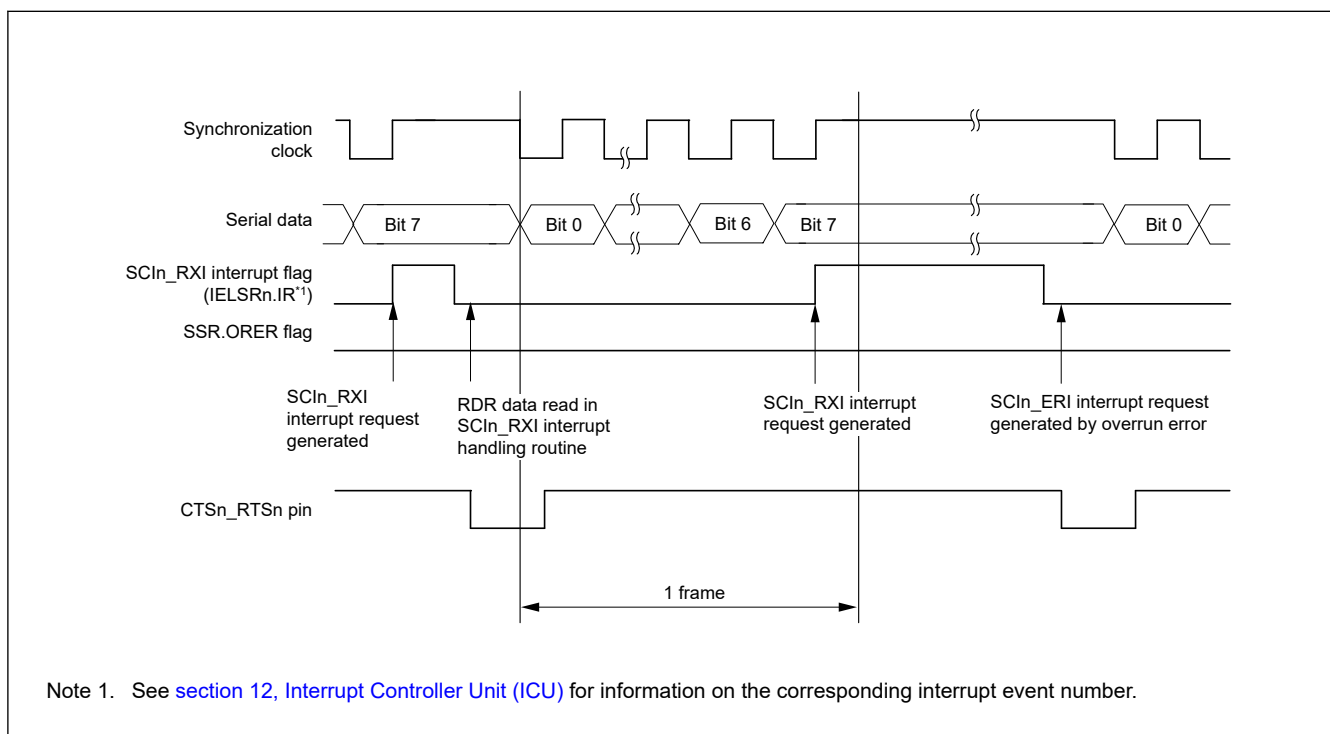 Synchronization
clock
Serial data
Bit 7
Bit 0
Bit 6
Bit 7
Bit 0
SCIn_RXI interrupt flag
(IELSRn.IR*1)
SSR.ORER flag
SCIn_RXI
interrupt request
generated
RDR data read in
SCIn_RXI interrupt
handling routine
SCIn_RXI interrupt
request generated
SCIn_ERI interrupt request
generated by overrun error
CTSn_RTSn pin
1 frame
Note 1. See section 12, Interrupt Controller Unit (ICU) for information on the corresponding interrupt event number.